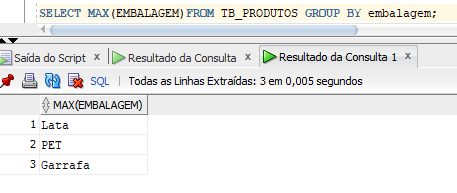 SELECT MAX(EMBALAGEM)FROM TB_PRODUTOS GROUP BY embalagem;
Saída do Script x Resultado da Consulta x Resultado da Consulta 1 x
SQL | Todas as Linhas Extraídas: 3 em 0,005 segundos
MAX(EMBALAGEM)
1 Lata
2 PET
3 Garrafa